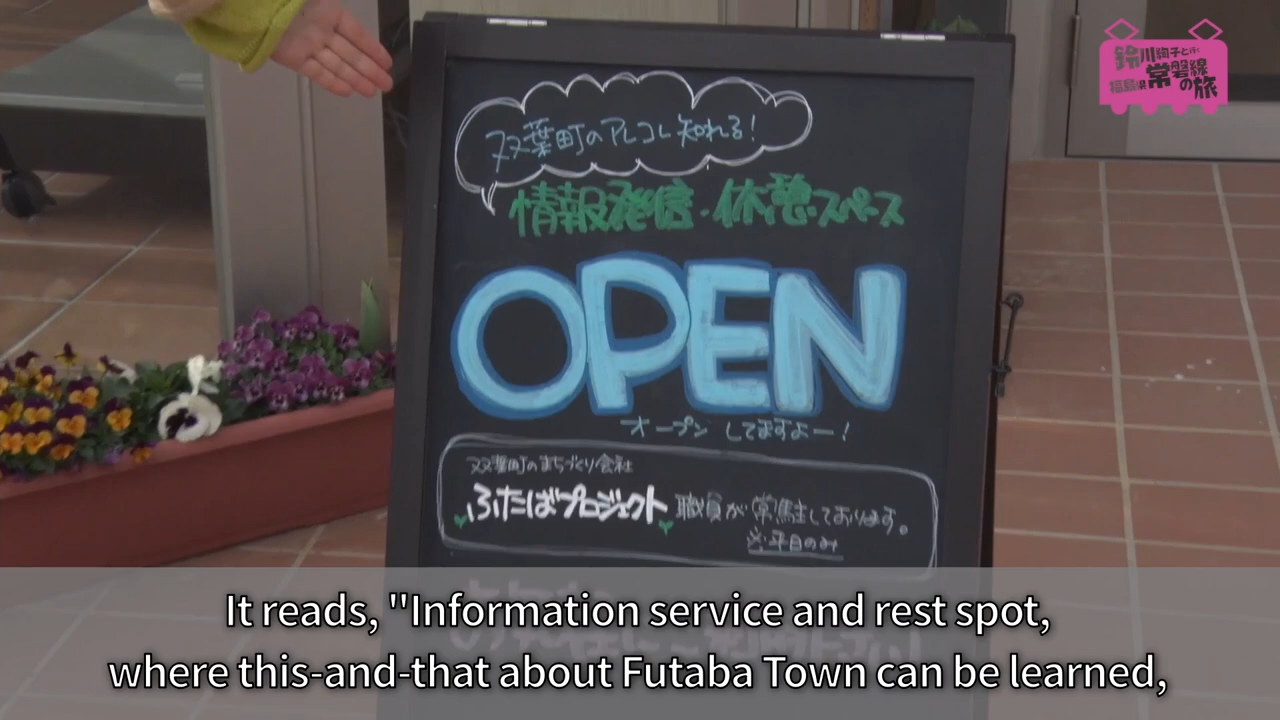 鈴川絢子と行く
福島県常磐線の旅
双葉町のアレコレ知れる!
情報発信・休憩スペース
OPEN
オープンしてますよー!
双葉町のまちづくり会社
ふたばプロジェクト 職員が常駐しております。
※平日のみ
It reads, "Information service and rest spot,
where this-and-that about Futaba Town can be learned,